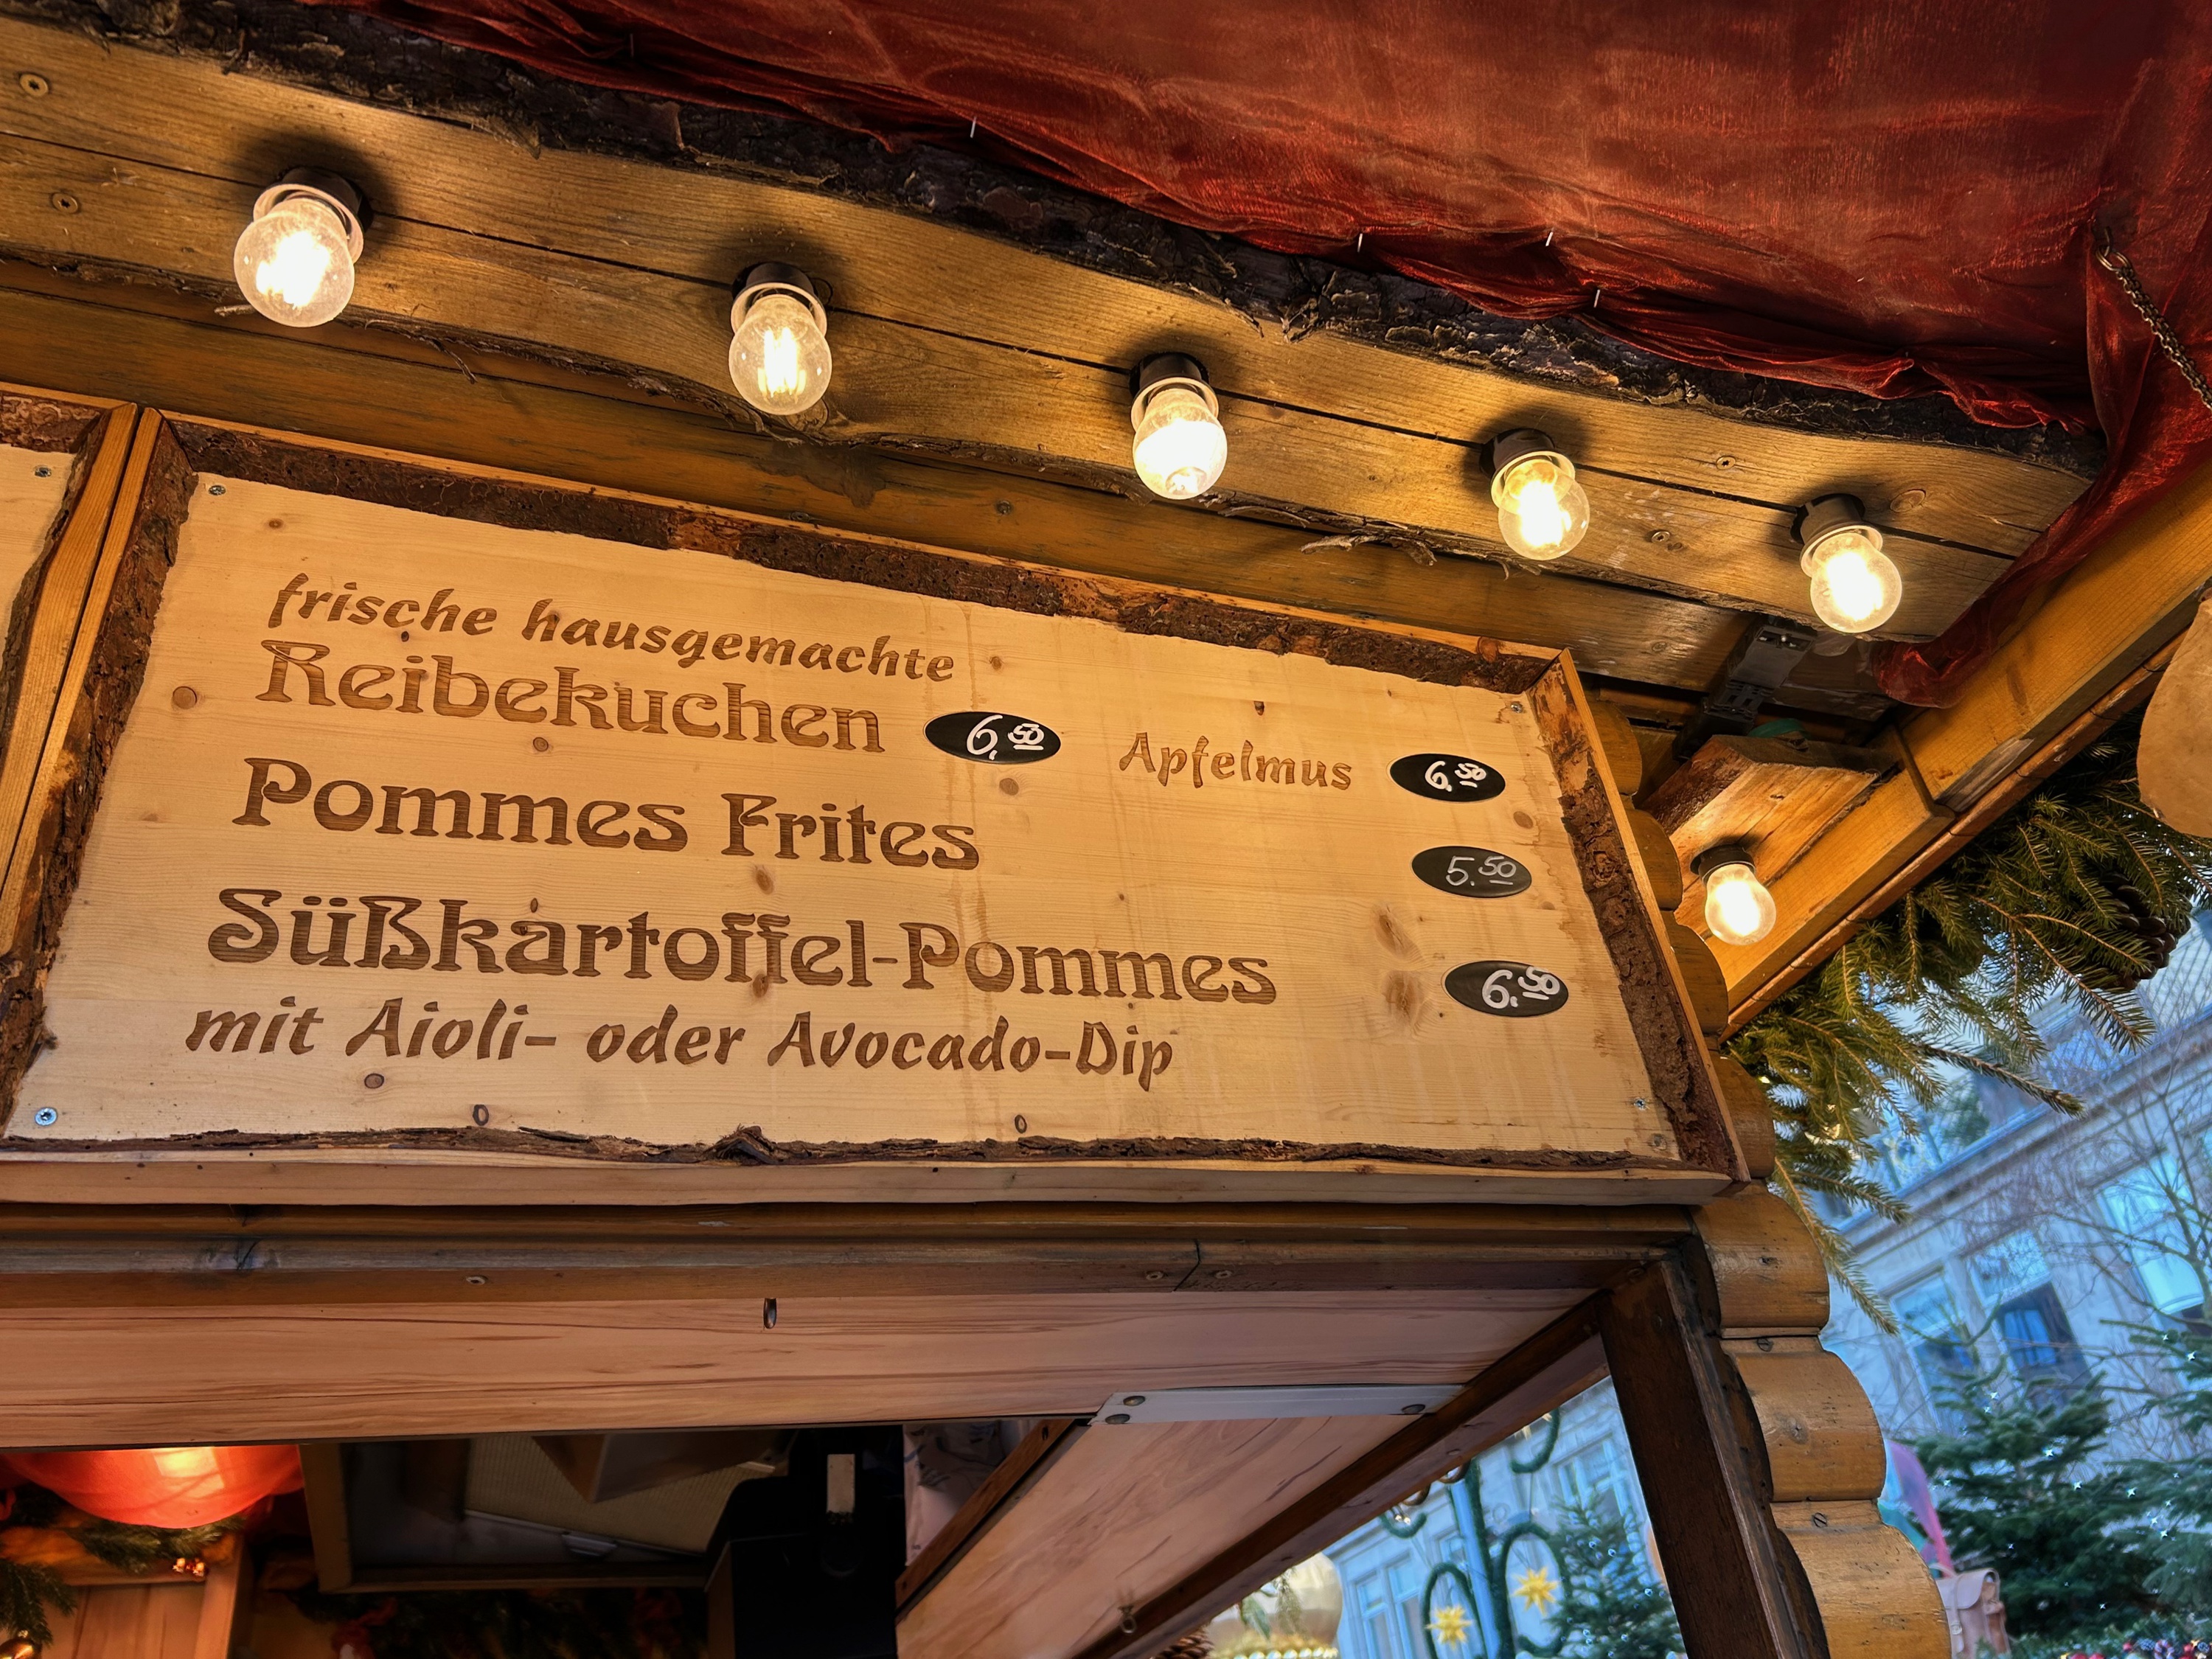 frische hausgemachte
Reibekuchen 6,50 Apfelmus 6.50
Pommes Frites 5.50
Süßkartoffel-Pommes 6.50
mit Aioli- oder Avocado-Dip